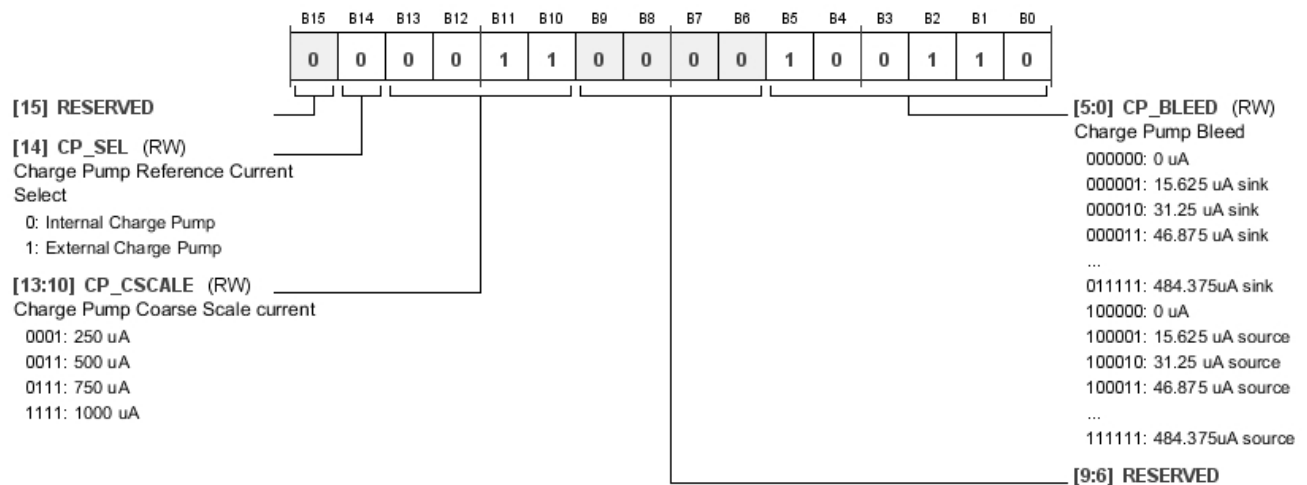 B15 B14 B13 B12 B11 B10 B9 B8 B7 B6 B5 B4 B3 B2 B1 B0
0 0 0 0 1 1 0 0 0 0 1 0 0 1 1 0
[15] RESERVED
[14] CP_SEL (RW)
Charge Pump Reference Current
Select
0: Internal Charge Pump
1: External Charge Pump
[13:10] CP_CSCALE (RW)
Charge Pump Coarse Scale current
0001: 250 uA
0011: 500 uA
0111: 750 uA
1111: 1000 uA
[5:0] CP_BLEED (RW)
Charge Pump Bleed
000000: 0 uA
000001: 15.625 uA sink
000010: 31.25 uA sink
000011: 46.875 uA sink
...
011111: 484.375uA sink
100000: 0 uA
100001: 15.625 uA source
100010: 31.25 uA source
100011: 46.875 uA source
...
111111: 484.375uA source
[9:6] RESERVED